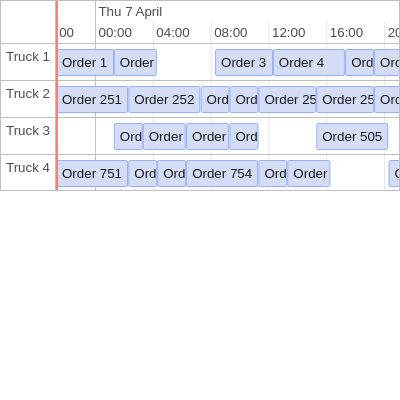 Thu 7 April
00 00:00 04:00 08:00 12:00 16:00 20
Truck 1 Order 1 Order Order 3 Order 4 Ord Ord
Truck 2 Order 251 Order 252 Ord Ord Order 25 Order 25 Ord
Truck 3 Ord Order Order Ord Order 505
Truck 4 Order 751 Ord Ord Order 754 Ord Order